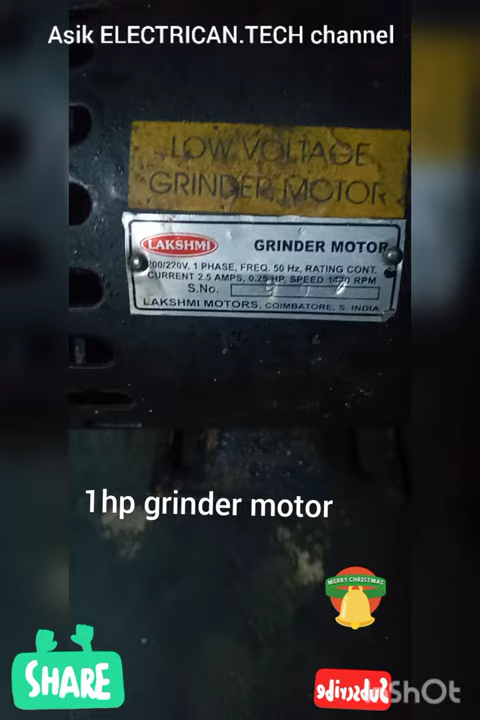 Asik ELECTRICAN.TECH channel
LOW VOLTAGE
GRINDER MOTOR
LAKSHMI GRINDER MOTOR
200/220V, 1 PHASE, FREQ. 50 Hz, RATING CONT.
CURRENT 2.5 AMPS, 0.25 HP, SPEED RPM
S.No.
LAKSHMI MOTORS, COIMBATORE, S. INDIA
1hp grinder motor
MERRY CHRISTMAS
SHARE
Subscribe
ShOt